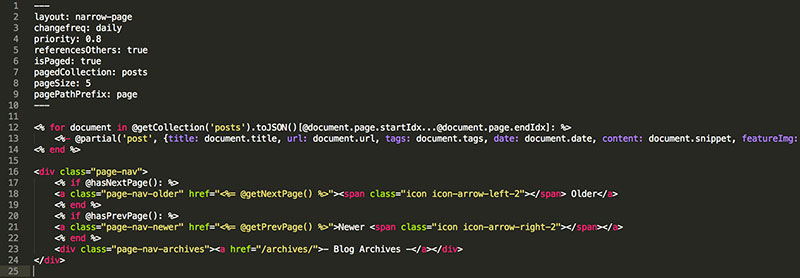 1 ---
2 layout: narrow-page
3 changefreq: daily
4 priority: 0.8
5 referencesOthers: true
6 isPaged: true
7 pagedCollection: posts
8 pageSize: 5
9 pagePathPrefix: page
10 ---
11
12 <% for document in @getCollection('posts').toJSON()[@document.page.startIdx...@document.page.endIdx]: %>
13 <%- @partial('post', {title: document.title, url: document.url, tags: document.tags, date: document.date, content: document.snippet, featureImg:
14 <% end %>
15
16 <div class="page-nav">
17 <% if @hasNextPage(): %>
18 <a class="page-nav-older" href="<%= @getNextPage() %>"><span class="icon icon-arrow-left-2"></span> Older</a>
19 <% end %>
20 <% if @hasPrevPage(): %>
21 <a class="page-nav-newer" href="<%= @getPrevPage() %>">Newer <span class="icon icon-arrow-right-2"></span></a>
22 <% end %>
23 <div class="page-nav-archives"><a href="/archives/">- Blog Archives -</a></div>
24 </div>
25